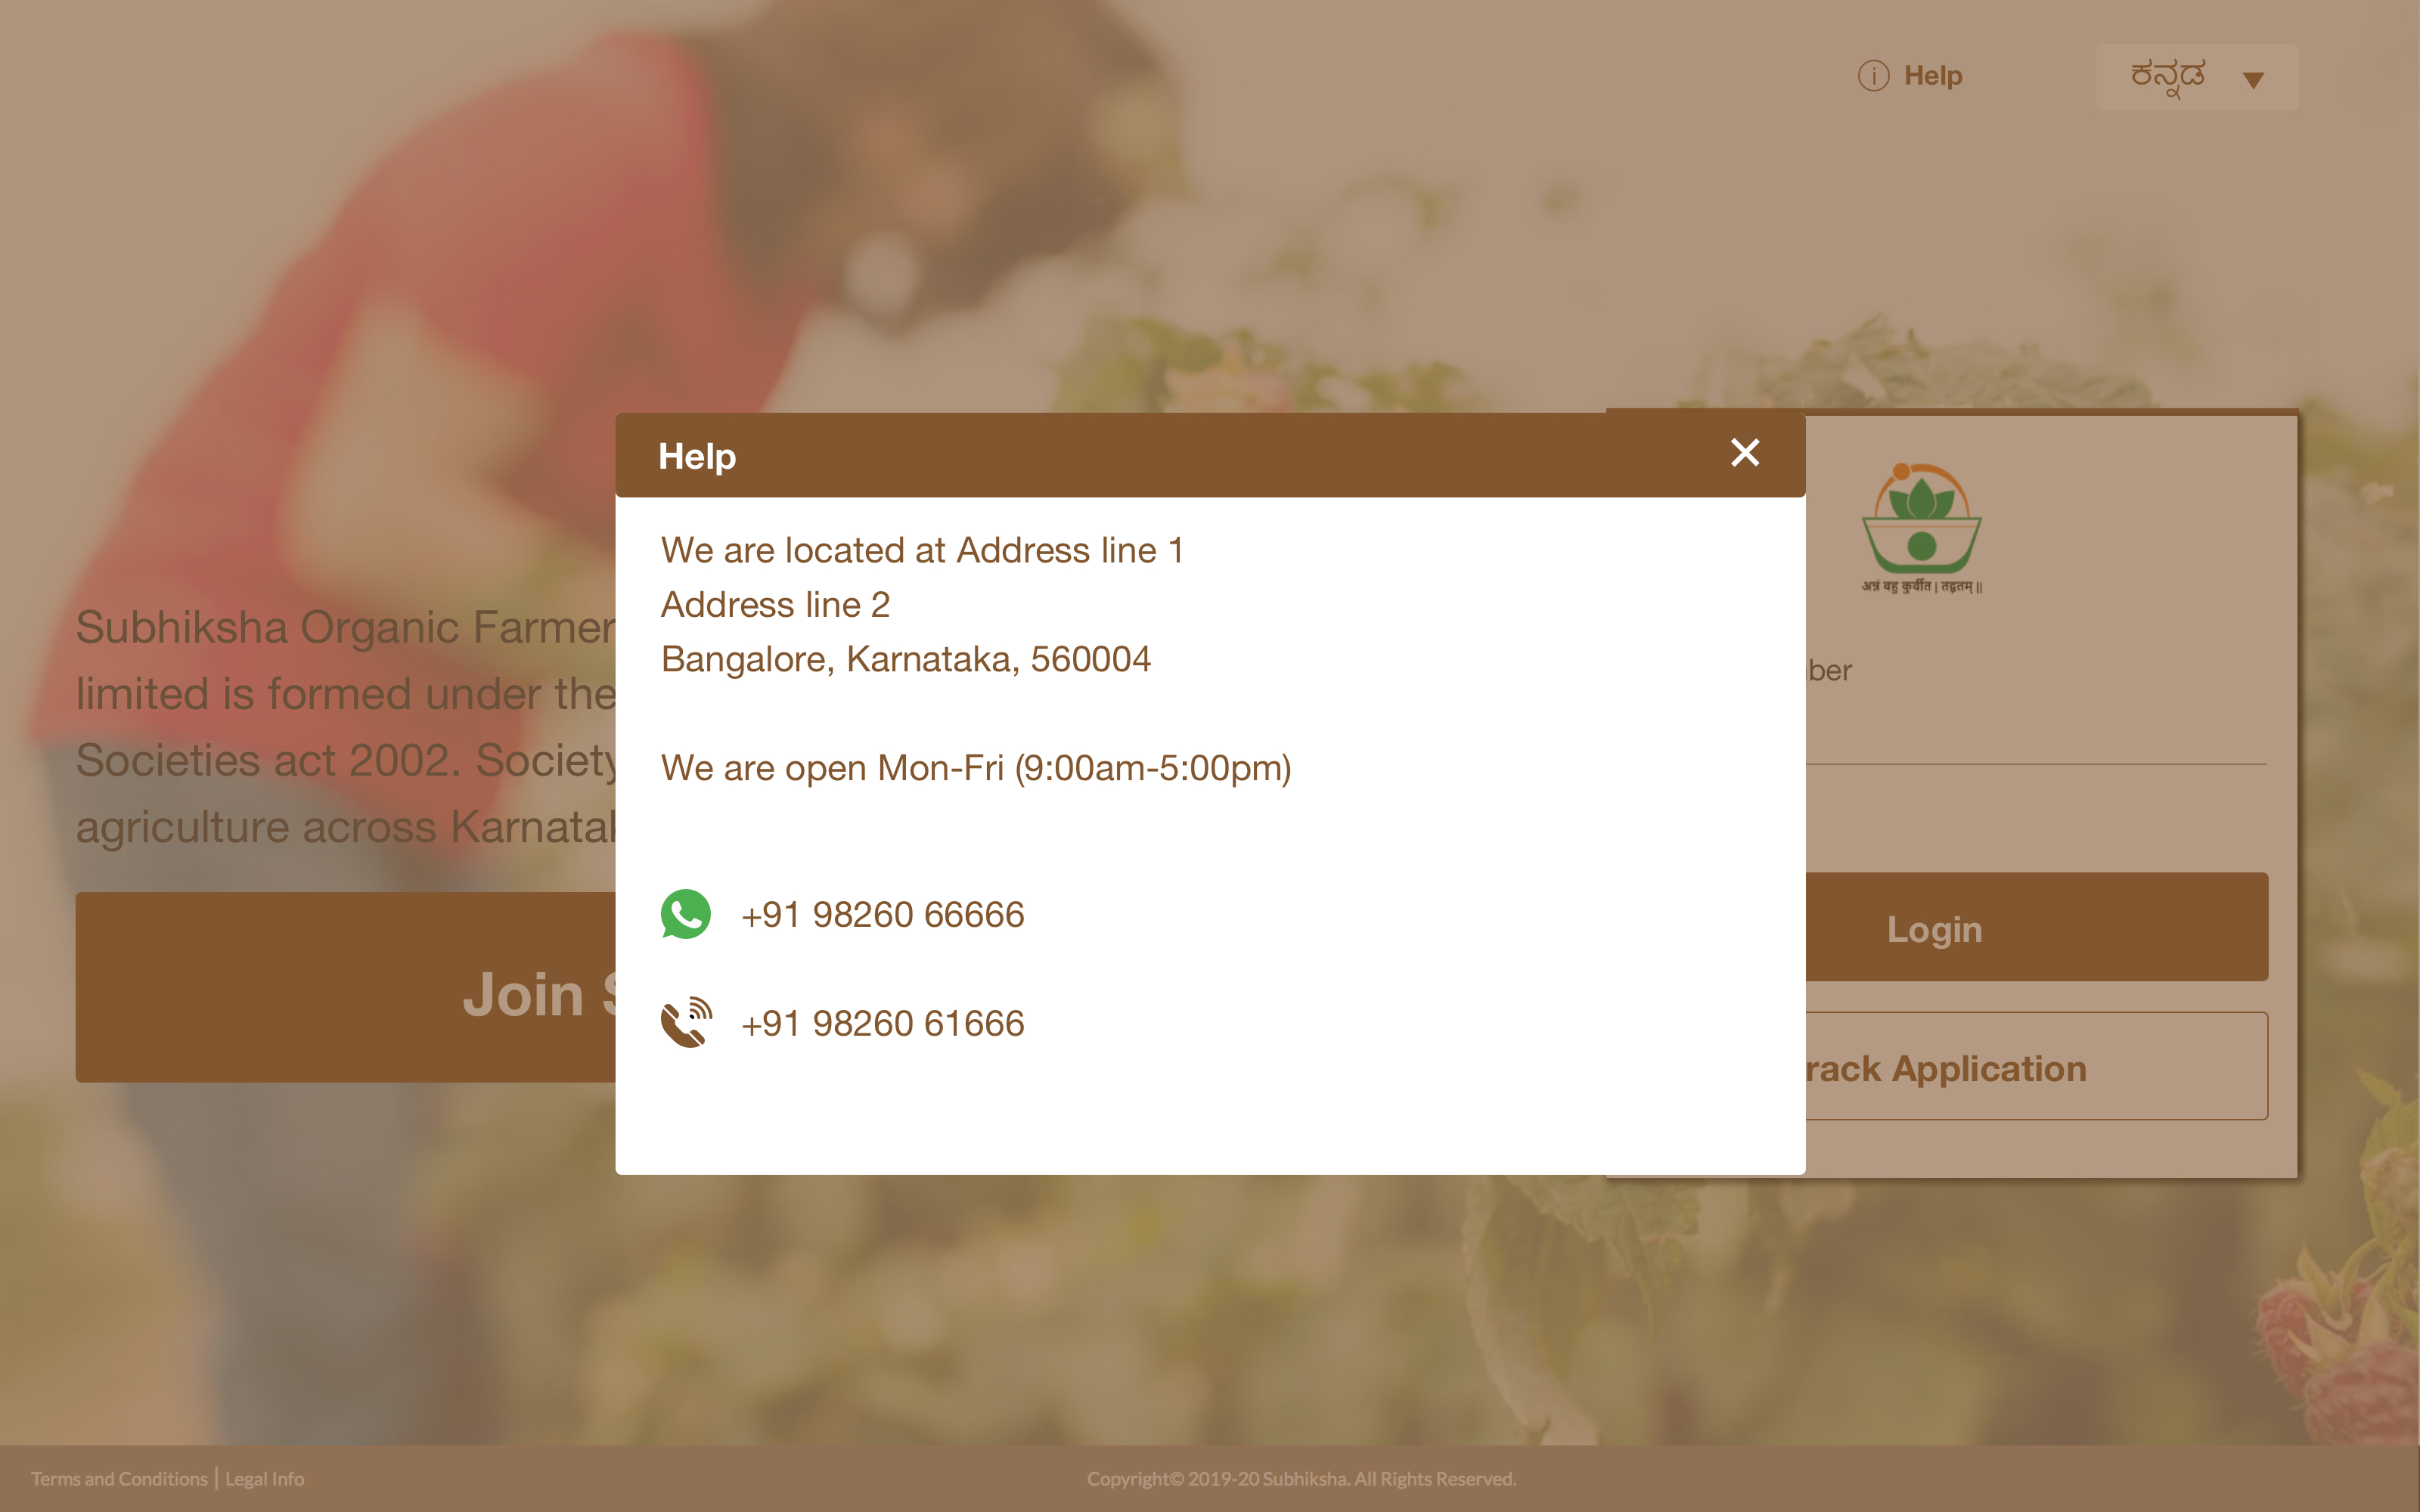 Help
ಕನ್ನಡ
Help
We are located at Address line 1
Address line 2
Bangalore, Karnataka, 560004
We are open Mon-Fri (9:00am-5:00pm)
+91 98260 66666
+91 98260 61666
Subhiksha Organic Farmer
limited is formed under the
Societies act 2002. Society
agriculture across Karnatak
Join S
अन्नं बहु कुर्वीत | तद्व्रतम् ||
ber
Login
rack Application
Terms and Conditions | Legal Info
Copyright© 2019-20 Subhiksha. All Rights Reserved.